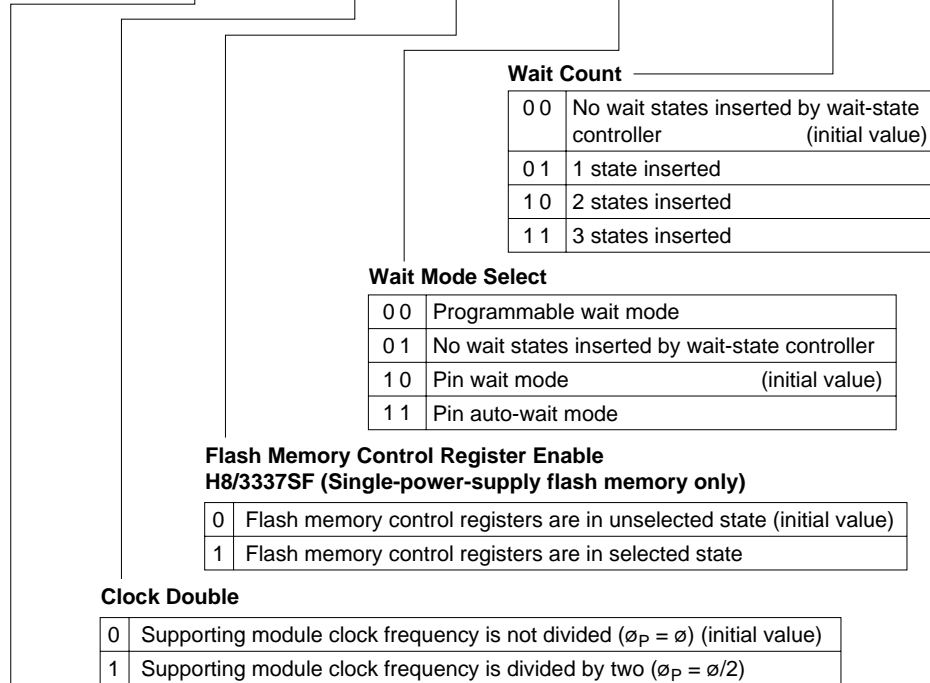 Wait Count
0 0 No wait states inserted by wait-state
controller (initial value)
0 1 1 state inserted
1 0 2 states inserted
1 1 3 states inserted
Wait Mode Select
0 0 Programmable wait mode
0 1 No wait states inserted by wait-state controller
1 0 Pin wait mode (initial value)
1 1 Pin auto-wait mode
Flash Memory Control Register Enable
H8/3337SF (Single-power-supply flash memory only)
0 Flash memory control registers are in unselected state (initial value)
1 Flash memory control registers are in selected state
Clock Double
0 Supporting module clock frequency is not divided (øP = ø) (initial value)
1 Supporting module clock frequency is divided by two (øP = ø/2)